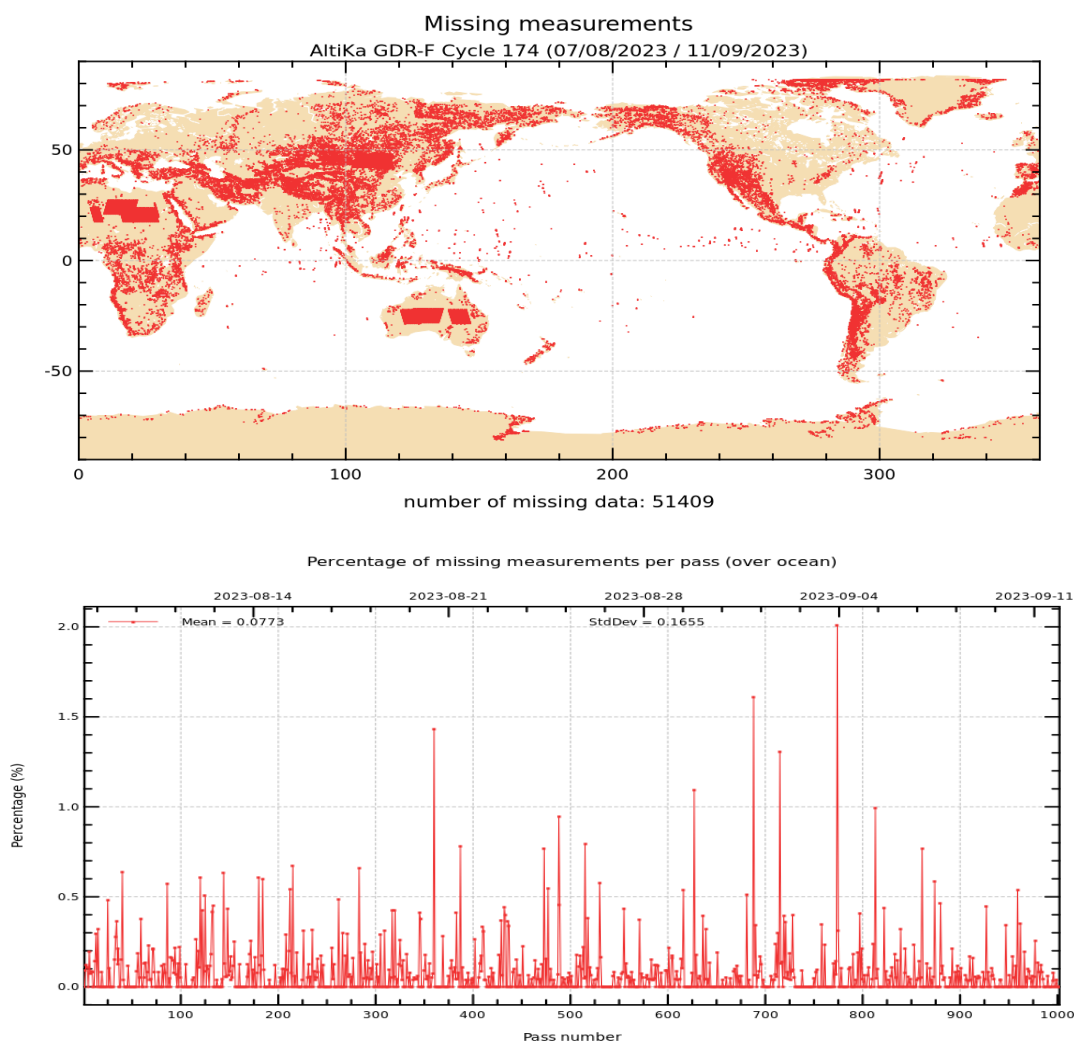 Missing measurements
AltiKa GDR-F Cycle 174 (07/08/2023 / 11/09/2023)
50
0
-50
0 100 200 300
number of missing data: 51409
Percentage of missing measurements per pass (over ocean)
2023-08-14 2023-08-21 2023-08-28 2023-09-04 2023-09-11
Mean = 0.0773 StdDev = 0.1655
2.0
1.5
1.0
0.5
0.0
Percentage (%)
100 200 300 400 500 600 700 800 900 1000
Pass number